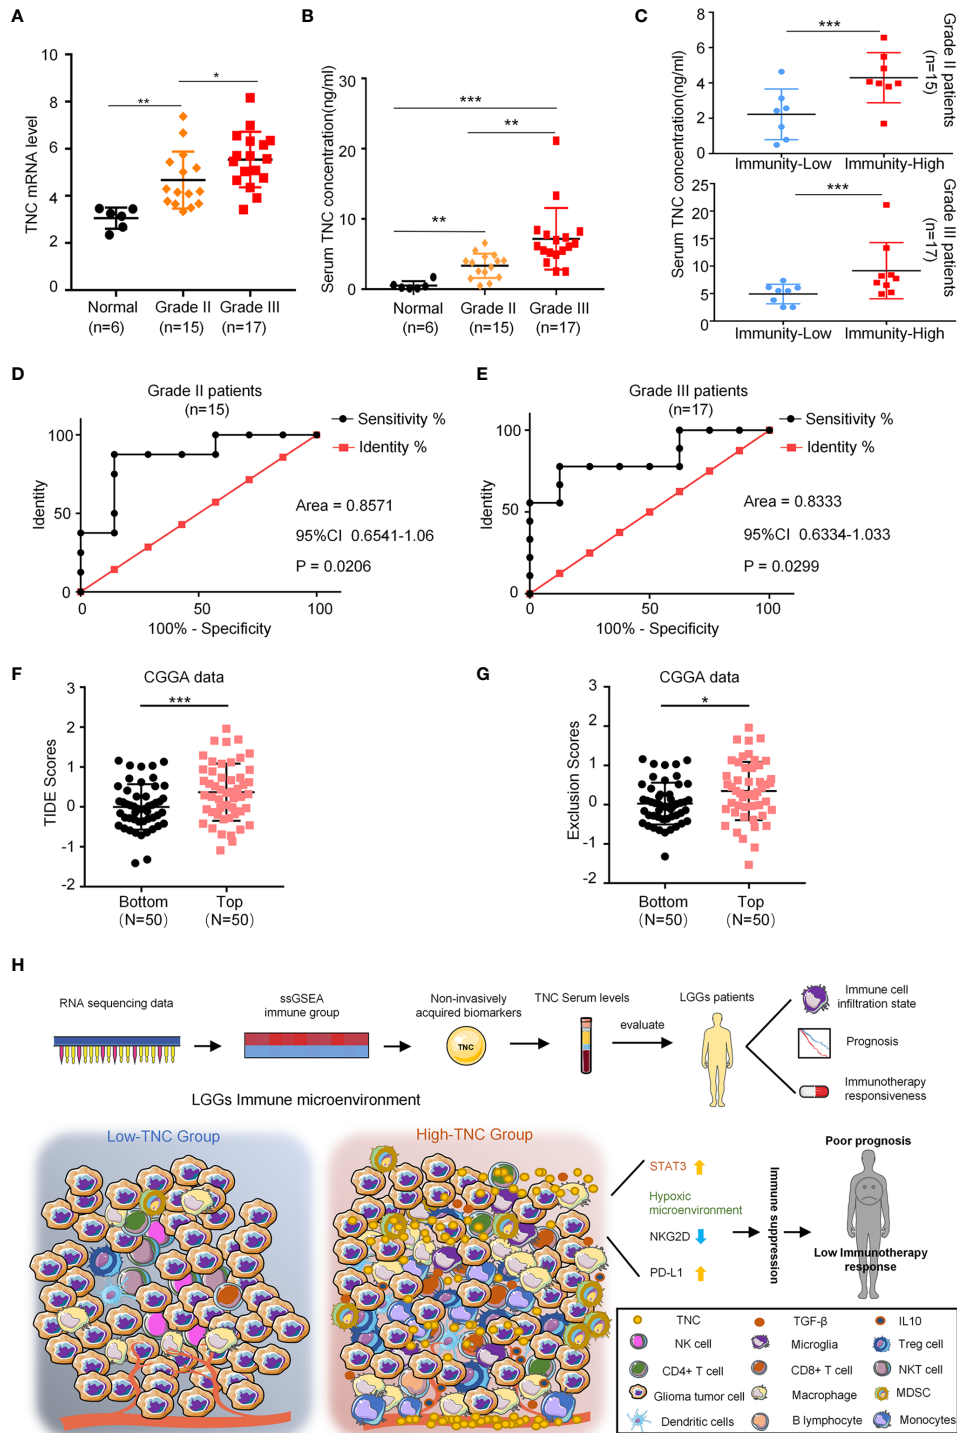 A
TNC mRNA level
10
8
6
4
2
0
**
*
Normal
(n=6)
Grade II
(n=15)
Grade III
(n=17)
B
Serum TNC concentration(ng/ml)
30
20
10
0
***
**
**
Normal
(n=6)
Grade II
(n=15)
Grade III
(n=17)
C
Serum TNC concentration(ng/ml)
8
6
4
2
0
***
Immunity-Low
Immunity-High
Grade II patients
(n=15)
25
20
15
10
5
0
***
Immunity-Low
Immunity-High
Grade III patients
(n=17)
D
Grade II patients
(n=15)
Sensitivity %
Identity %
Identity
100
50
0
Area = 0.8571
95%CI 0.6541-1.06
P = 0.0206
0
50
100
100% - Specificity
E
Grade III patients
(n=17)
Sensitivity %
Identity %
Identity
100
50
0
Area = 0.8333
95%CI 0.6334-1.033
P = 0.0299
0
50
100
100% - Specificity
F
CGGA data
TIDE Scores
3
2
1
0
-1
-2
***
Bottom
(N=50)
Top
(N=50)
G
CGGA data
Exclusion Scores
3
2
1
0
-1
-2
*
Bottom
(N=50)
Top
(N=50)
H
RNA sequencing data
ssGSEA
immune group
Non-invasively
acquired biomarkers
TNC
TNC Serum levels
evaluate
LGGs patients
Immune cell
infiltration state
Prognosis
Immunotherapy
responsiveness
LGGs Immune microenvironment
Low-TNC Group
High-TNC Group
STAT3
Hypoxic
microenvironment
NKG2D
PD-L1
Immune suppression
Poor prognosis
Low Immunotherapy
response
TNC
TGF-β
IL10
NK cell
Microglia
Treg cell
CD4+ T cell
CD8+ T cell
NKT cell
Glioma tumor cell
Macrophage
MDSC
Dendritic cells
B lymphocyte
Monocytes